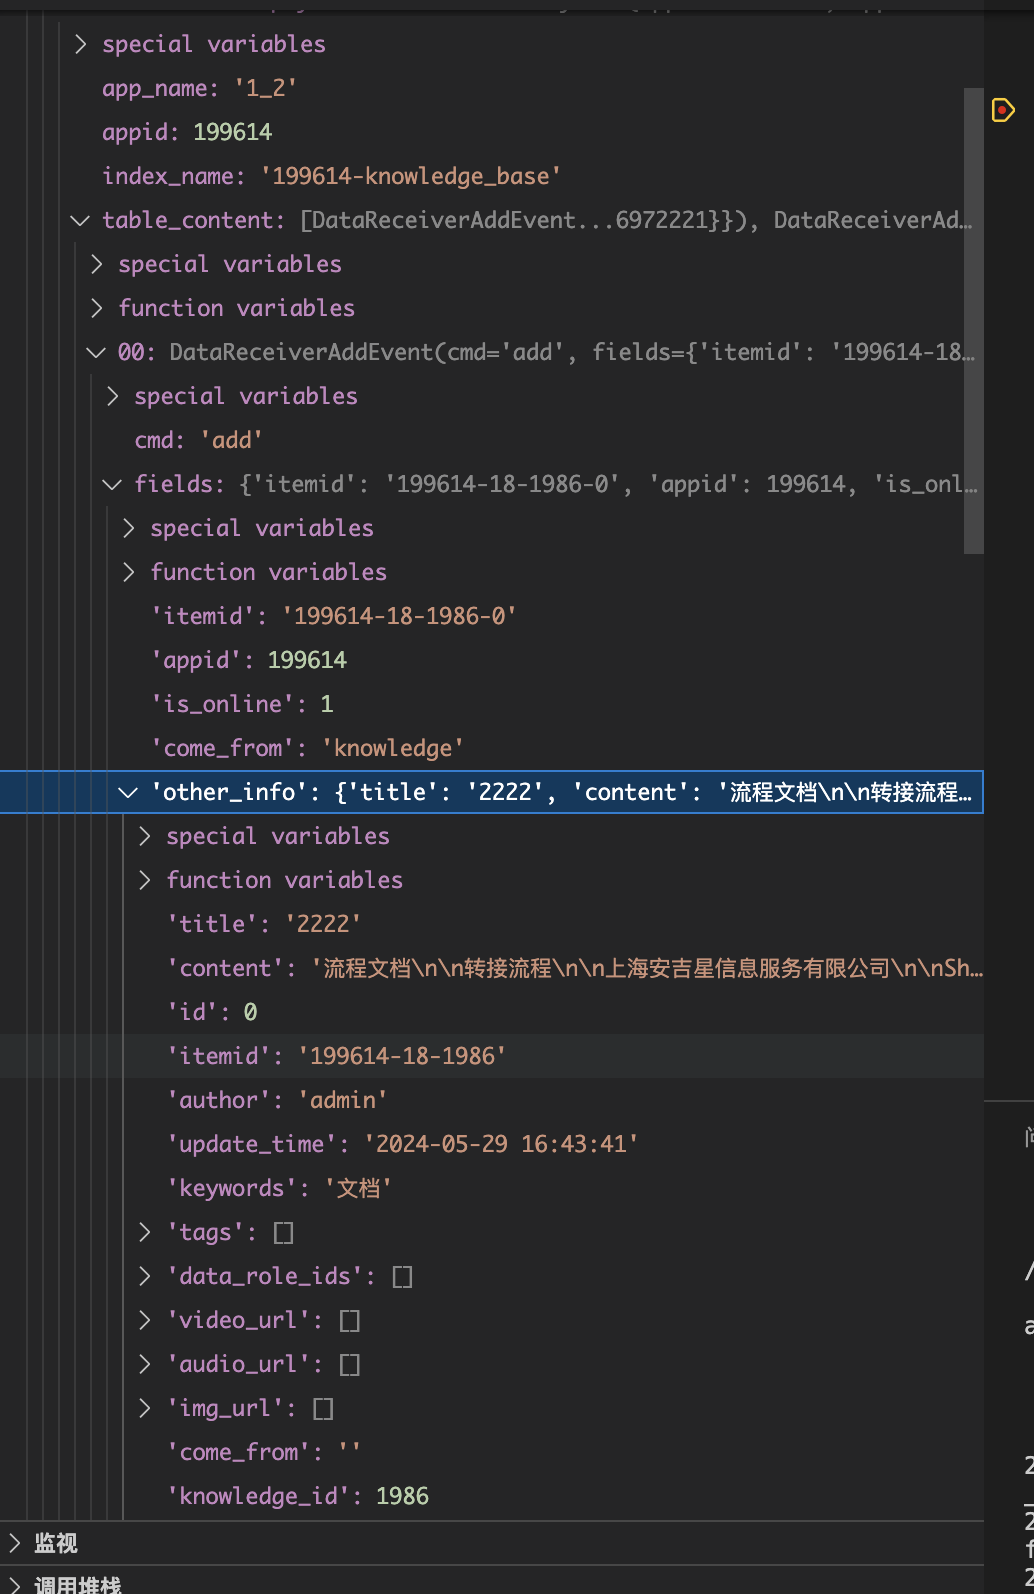 special variables
app_name: '1_2'
appid: 199614
index_name: '199614-knowledge_base'
table_content: [DataReceiverAddEvent...6972221}}), DataReceiverAd…
special variables
function variables
00: DataReceiverAddEvent(cmd='add', fields={'itemid': '199614-18…
special variables
cmd: 'add'
fields: {'itemid': '199614-18-1986-0', 'appid': 199614, 'is_onl…
special variables
function variables
'itemid': '199614-18-1986-0'
'appid': 199614
'is_online': 1
'come_from': 'knowledge'
'other_info': {'title': '2222', 'content': '流程文档\n\n转接流程…
special variables
function variables
'title': '2222'
'content': '流程文档\n\n转接流程\n\n上海安吉星信息服务有限公司\n\nSh…
'id': 0
'itemid': '199614-18-1986'
'author': 'admin'
'update_time': '2024-05-29 16:43:41'
'keywords': '文档'
'tags': []
'data_role_ids': []
'video_url': []
'audio_url': []
'img_url': []
'come_from': ''
'knowledge_id': 1986
监视
调用堆栈